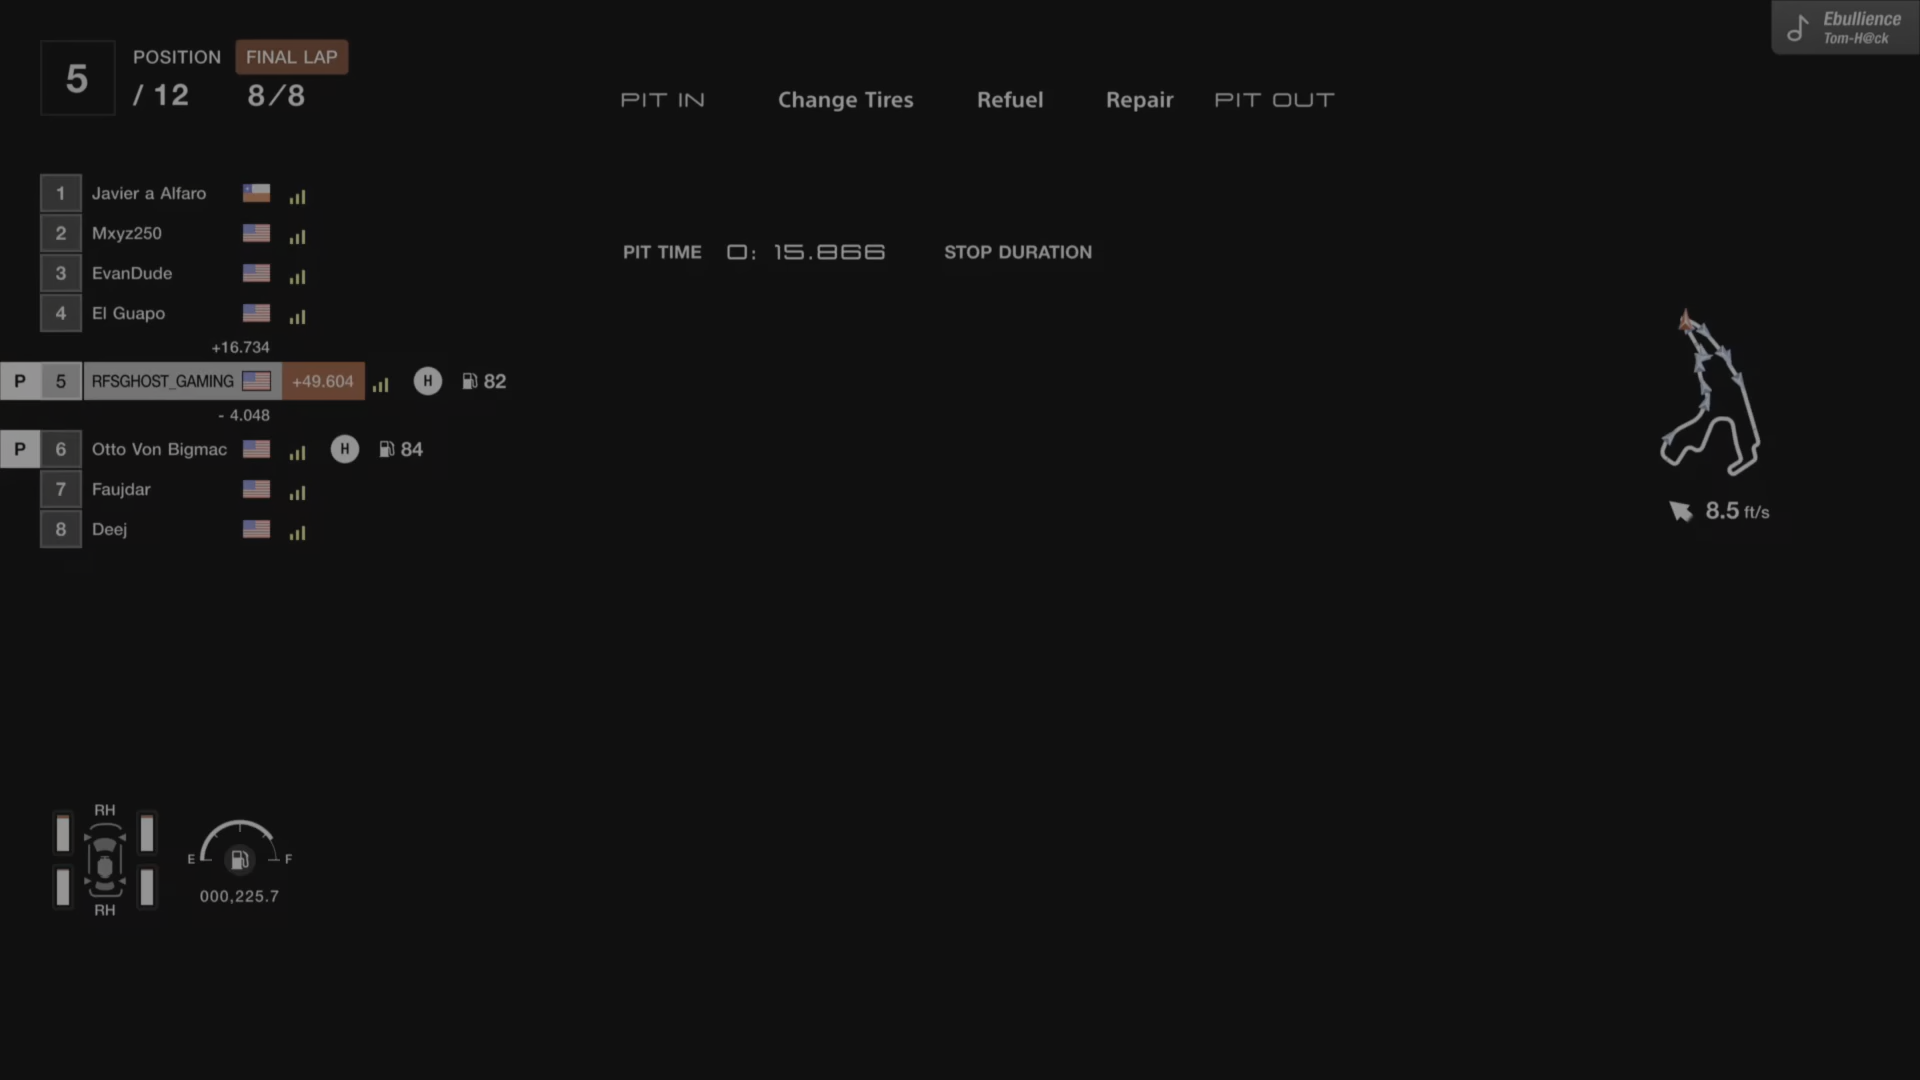 Ebullience
Tom-H@ck
5
POSITION
/ 12
FINAL LAP
8/8
PIT IN
Change Tires
Refuel
Repair
PIT OUT
PIT TIME 0: 15.866
STOP DURATION
1 Javier a Alfaro
2 Mxyz250
3 EvanDude
4 El Guapo
+16.734
P 5 RFSGHOST_GAMING +49.604 H 82
- 4.048
P 6 Otto Von Bigmac H 84
7 Faujdar
8 Deej
8.5 ft/s
RH
RH
E F
000,225.7